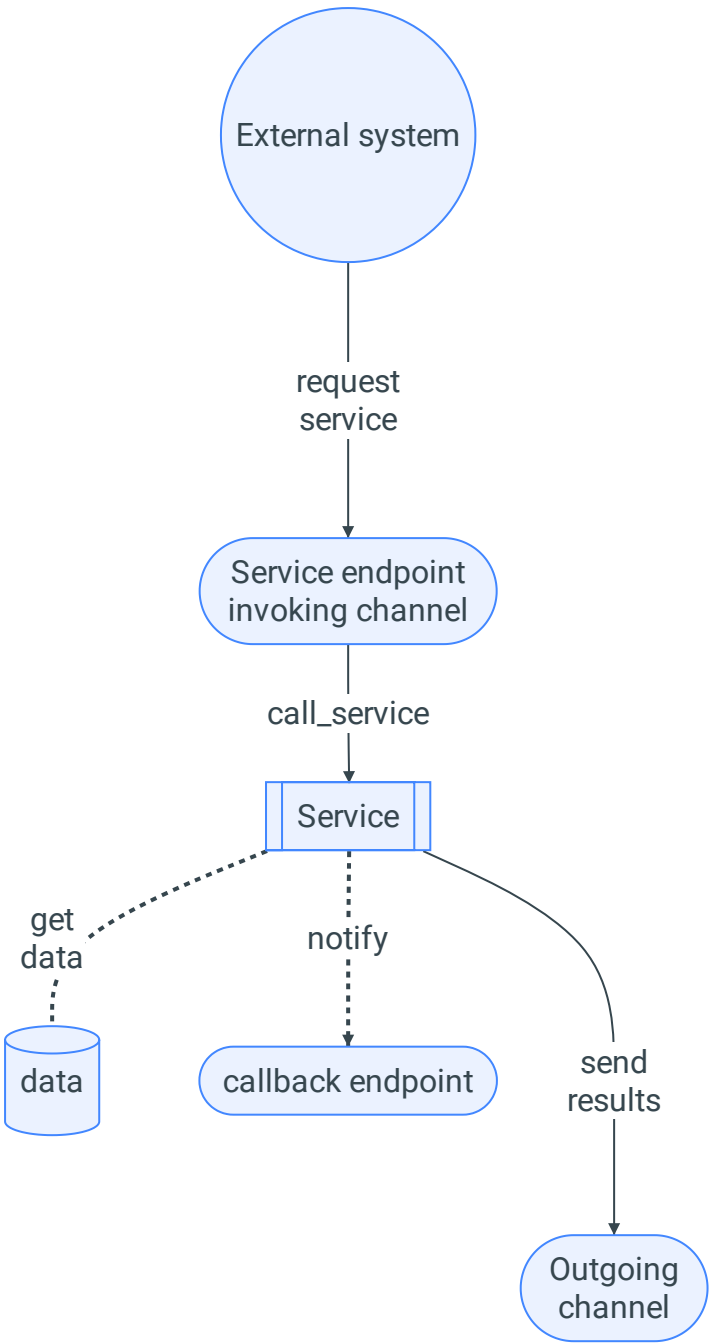 External system
request
service
Service endpoint
invoking channel
call_service
Service
get
data
notify
data
callback endpoint
send
results
Outgoing
channel